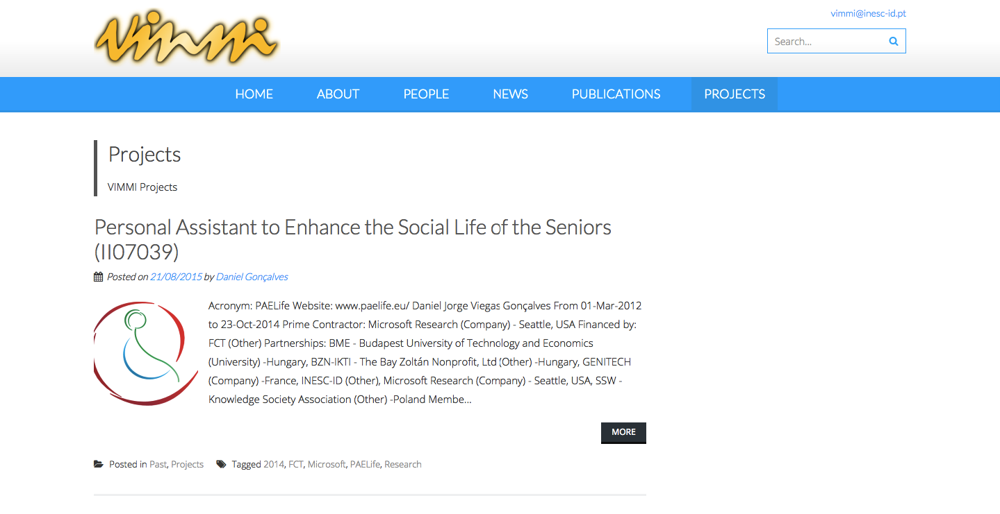 vimmi
vimmi@inesc-id.pt
Search...
HOME ABOUT PEOPLE NEWS PUBLICATIONS PROJECTS
Projects
VIMMI Projects
Personal Assistant to Enhance the Social Life of the Seniors
(II07039)
Posted on 21/08/2015 by Daniel Gonçalves
Acronym: PAELife Website: www.paelife.eu/ Daniel Jorge Viegas Gonçalves From 01-Mar-2012
to 23-Oct-2014 Prime Contractor: Microsoft Research (Company) - Seattle, USA Financed by:
FCT (Other) Partnerships: BME - Budapest University of Technology and Economics
(University) -Hungary, BZN-IKTI - The Bay Zoltán Nonprofit, Ltd (Other) -Hungary, GENITECH
(Company) -France, INESC-ID (Other), Microsoft Research (Company) - Seattle, USA, SSW -
Knowledge Society Association (Other) -Poland Membe...
MORE
Posted in Past, Projects Tagged 2014, FCT, Microsoft, PAELife, Research